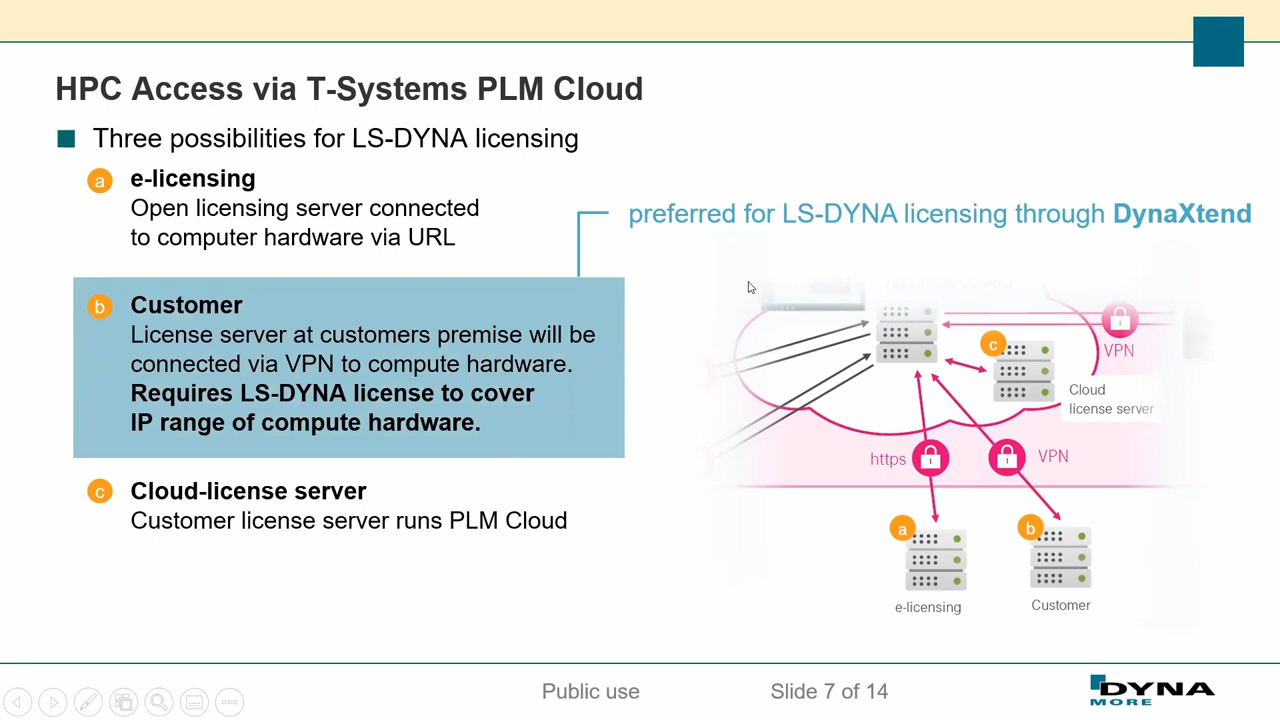 HPC Access via T-Systems PLM Cloud
Three possibilities for LS-DYNA licensing
a
e-licensing
Open licensing server connected
to computer hardware via URL
preferred for LS-DYNA licensing through DynaXtend
b
Customer
License server at customers premise will be
connected via VPN to compute hardware.
Requires LS-DYNA license to cover
IP range of compute hardware.
c
Cloud-license server
Customer license server runs PLM Cloud
c
VPN
Cloud
license server
https
VPN
a
b
e-licensing
Customer
Public use
Slide 7 of 14
DYNA
MORE